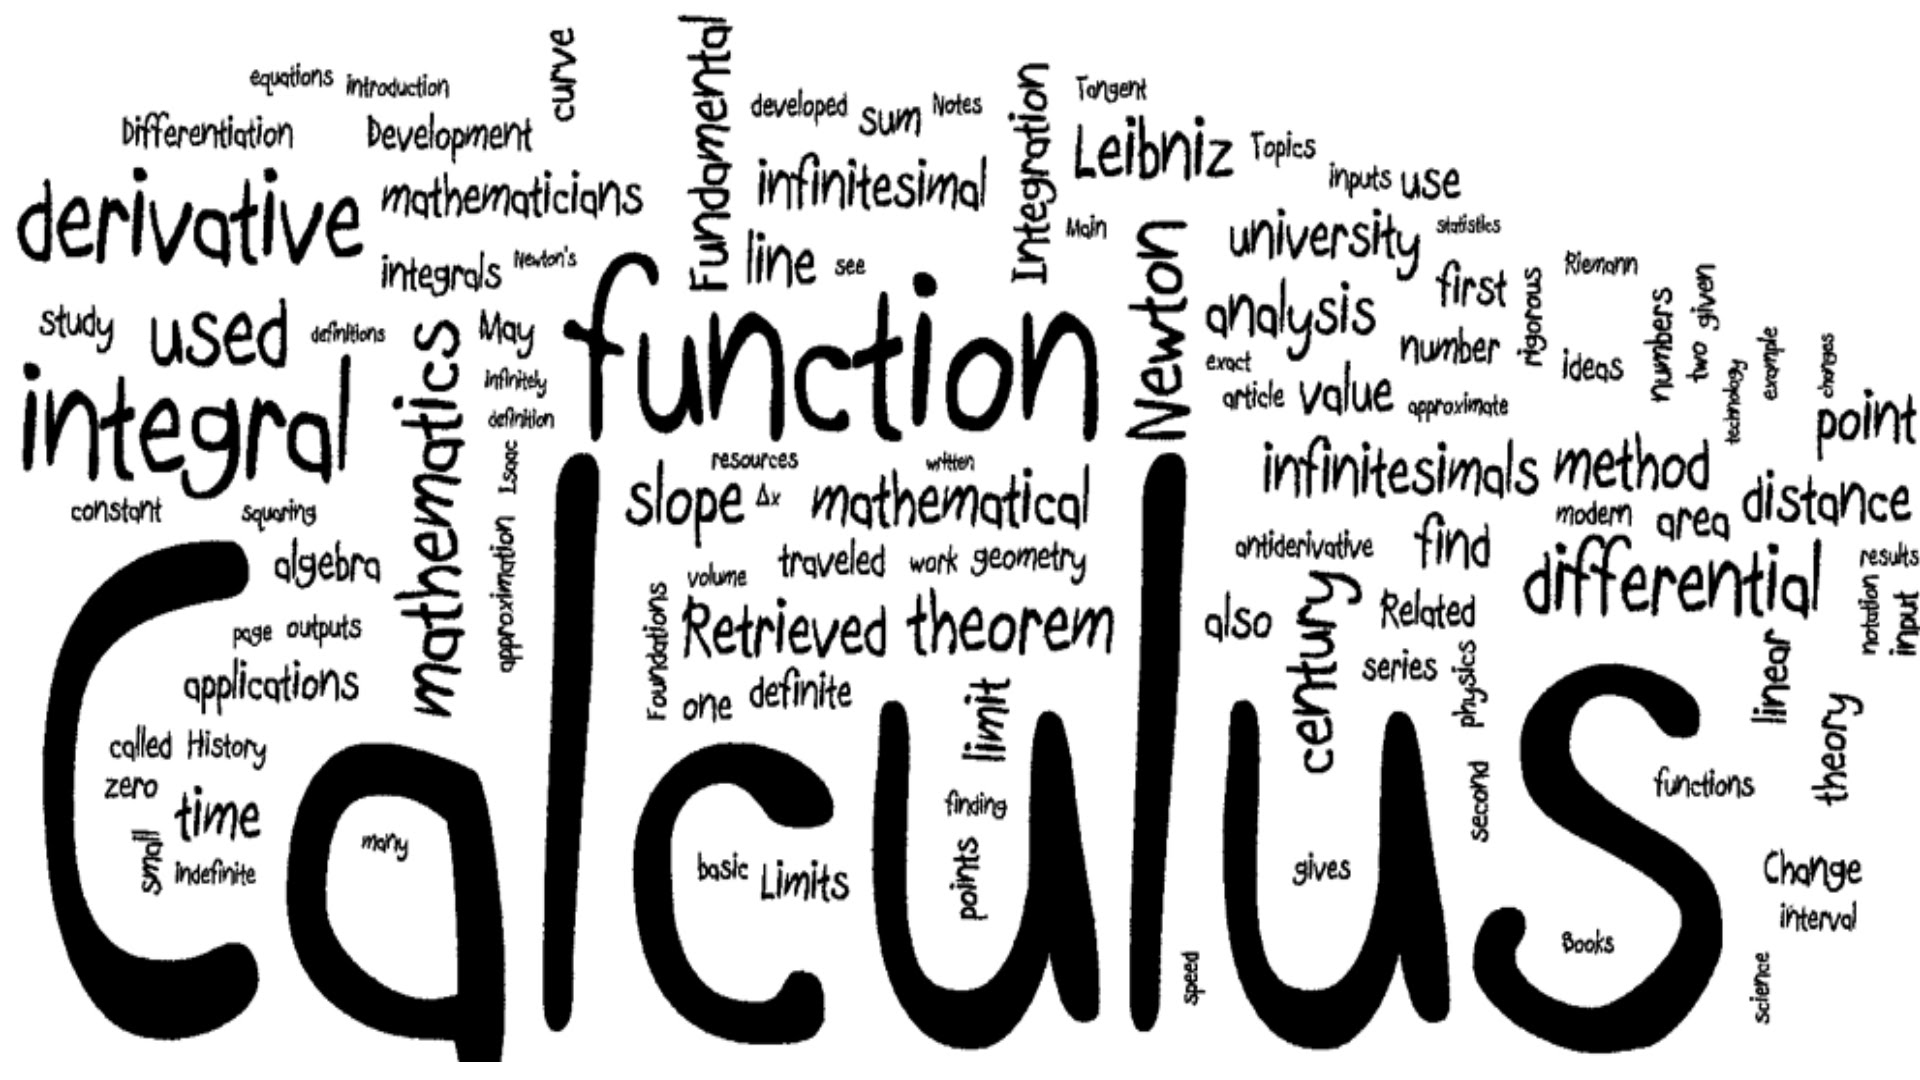 curve
Fundamental
equations
introduction
developed
Sum
Notes
Integration
Tangent
Differentiation
Development
Leibniz
Topics
derivative
mathematicians
infinitesimal
inputs
use
integrals
Newton's
line
see
Main
Newton
university
statistics
study
used
definitions
mathematics
May
function
analysis
first
rigorous
Riemann
numbers
two
given
integral
infinitely
definition
exact
number
ideas
technology
example
changes
article
value
approximate
point
constant
squaring
Isaac
approximation
resources
written
slope
Δx
mathematical
infinitesimals
method
distance
modern
area
algebra
traveled
work
geometry
volume
antiderivative
find
differential
results
notation
input
page
outputs
Foundations
Retrieved
theorem
also
century
Related
linear
applications
one
definite
limit
series
physics
theory
called
History
zero
time
small
indefinite
many
Calculus
basic
Limits
finding
points
gives
second
functions
Change
interval
Books
speed
science